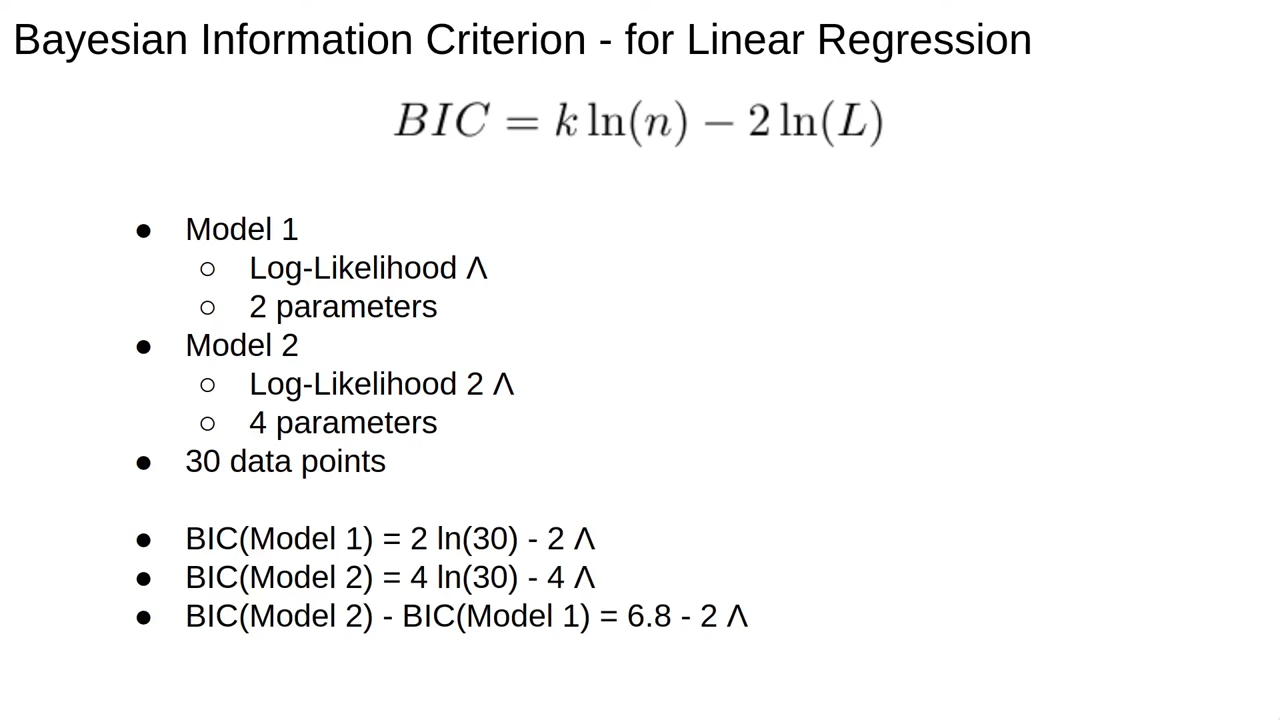 Bayesian Information Criterion - for Linear Regression
BIC = k ln(n) − 2 ln(L)
● Model 1
○ Log-Likelihood Λ
○ 2 parameters
● Model 2
○ Log-Likelihood 2 Λ
○ 4 parameters
● 30 data points
● BIC(Model 1) = 2 ln(30) - 2 Λ
● BIC(Model 2) = 4 ln(30) - 4 Λ
● BIC(Model 2) - BIC(Model 1) = 6.8 - 2 Λ